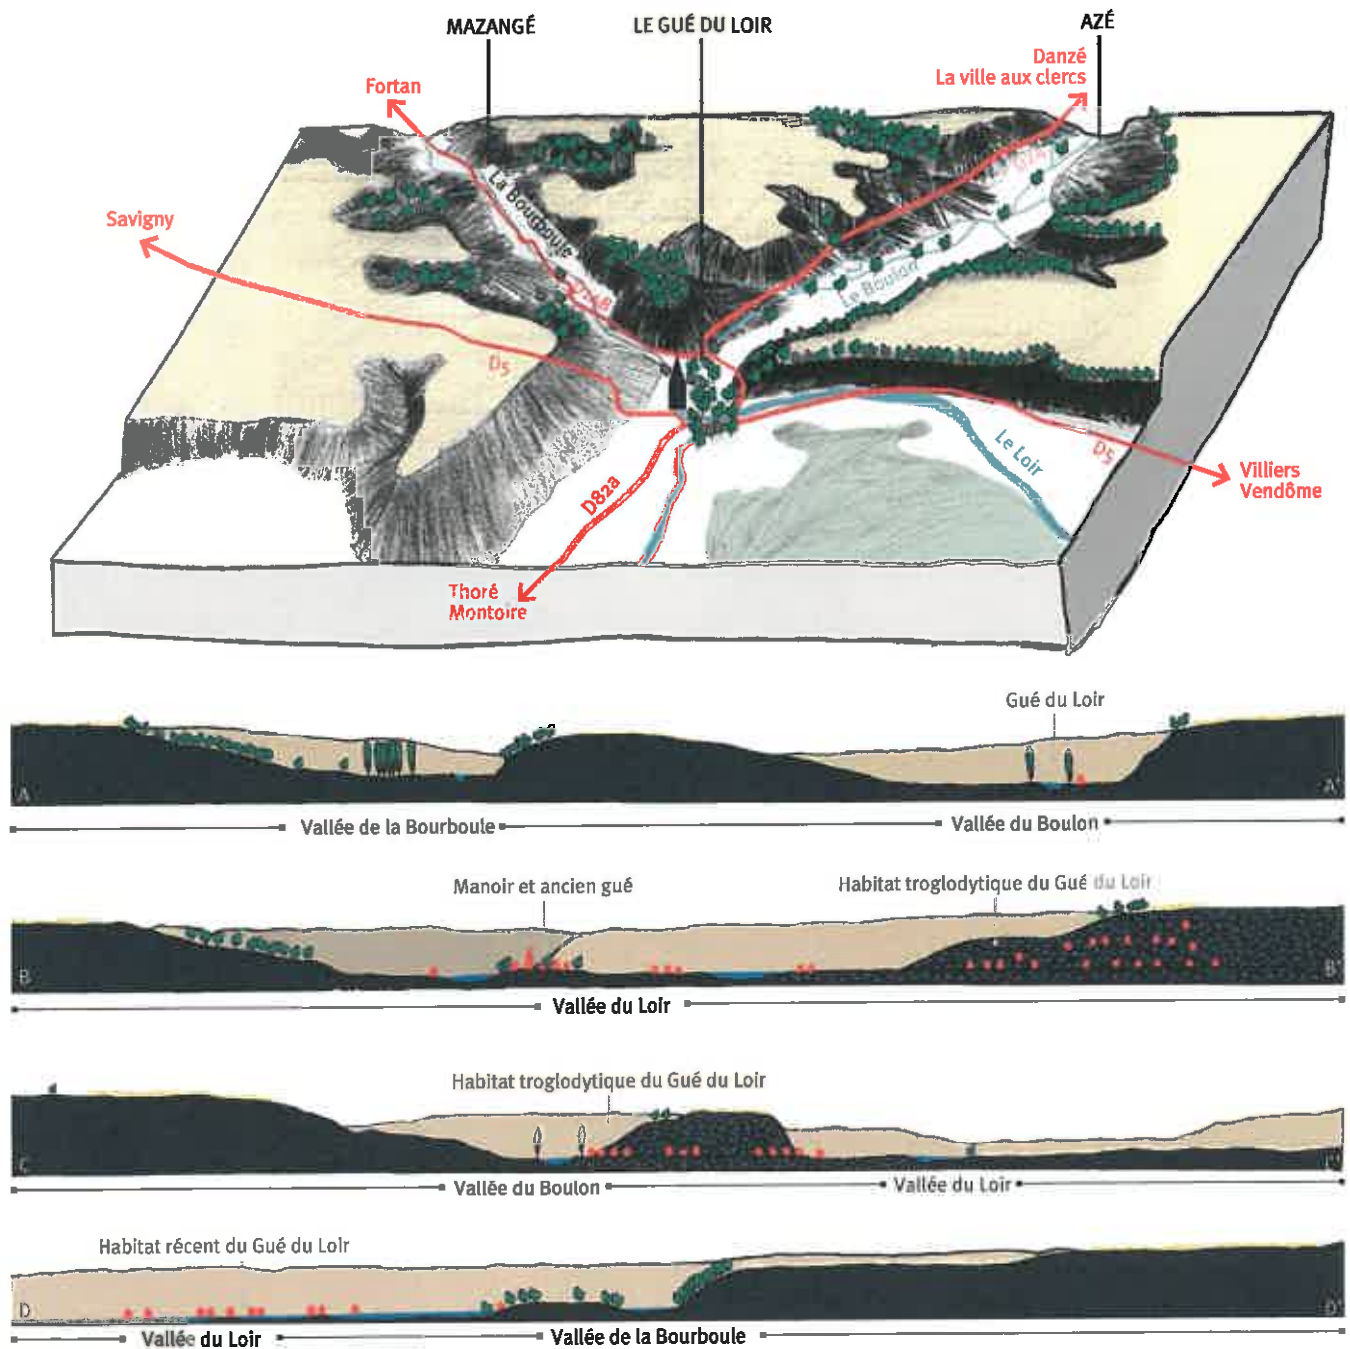 MAZANGÉ
LE GUÉ DU LOIR
AZÉ
Danzé
La ville aux clercs
Fortan
Savigny
La Bourboule
D24B
D24
Le Boulon
D5
D82a
Le Loir
D5
Villiers
Vendôme
Thoré
Montoire
Gué du Loir
A
A'
Vallée de la Bourboule
Vallée du Boulon
Manoir et ancien gué
Habitat troglodytique du Gué du Loir
B
B'
Vallée du Loir
Habitat troglodytique du Gué du Loir
C
C'
Vallée du Boulon
Vallée du Loir
Habitat récent du Gué du Loir
D
D'
Vallée du Loir
Vallée de la Bourboule